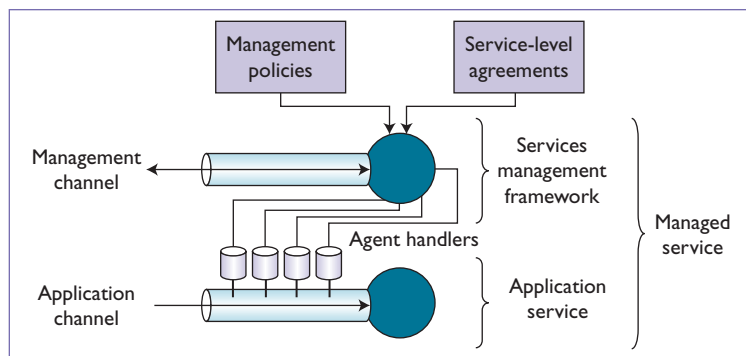 Management
policies
Service-level
agreements
Management
channel
Services
management
framework
Managed
service
Agent handlers
Application
channel
Application
service